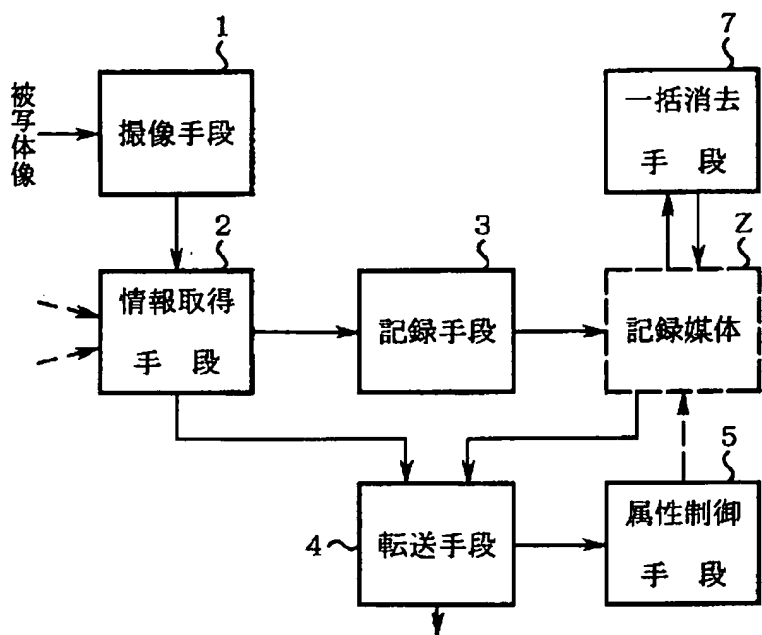 1
被写体像
撮像手段
7
一括消去
手段
2
情報取得
手段
3
記録手段
Z
記録媒体
4
転送手段
5
属性制御
手段